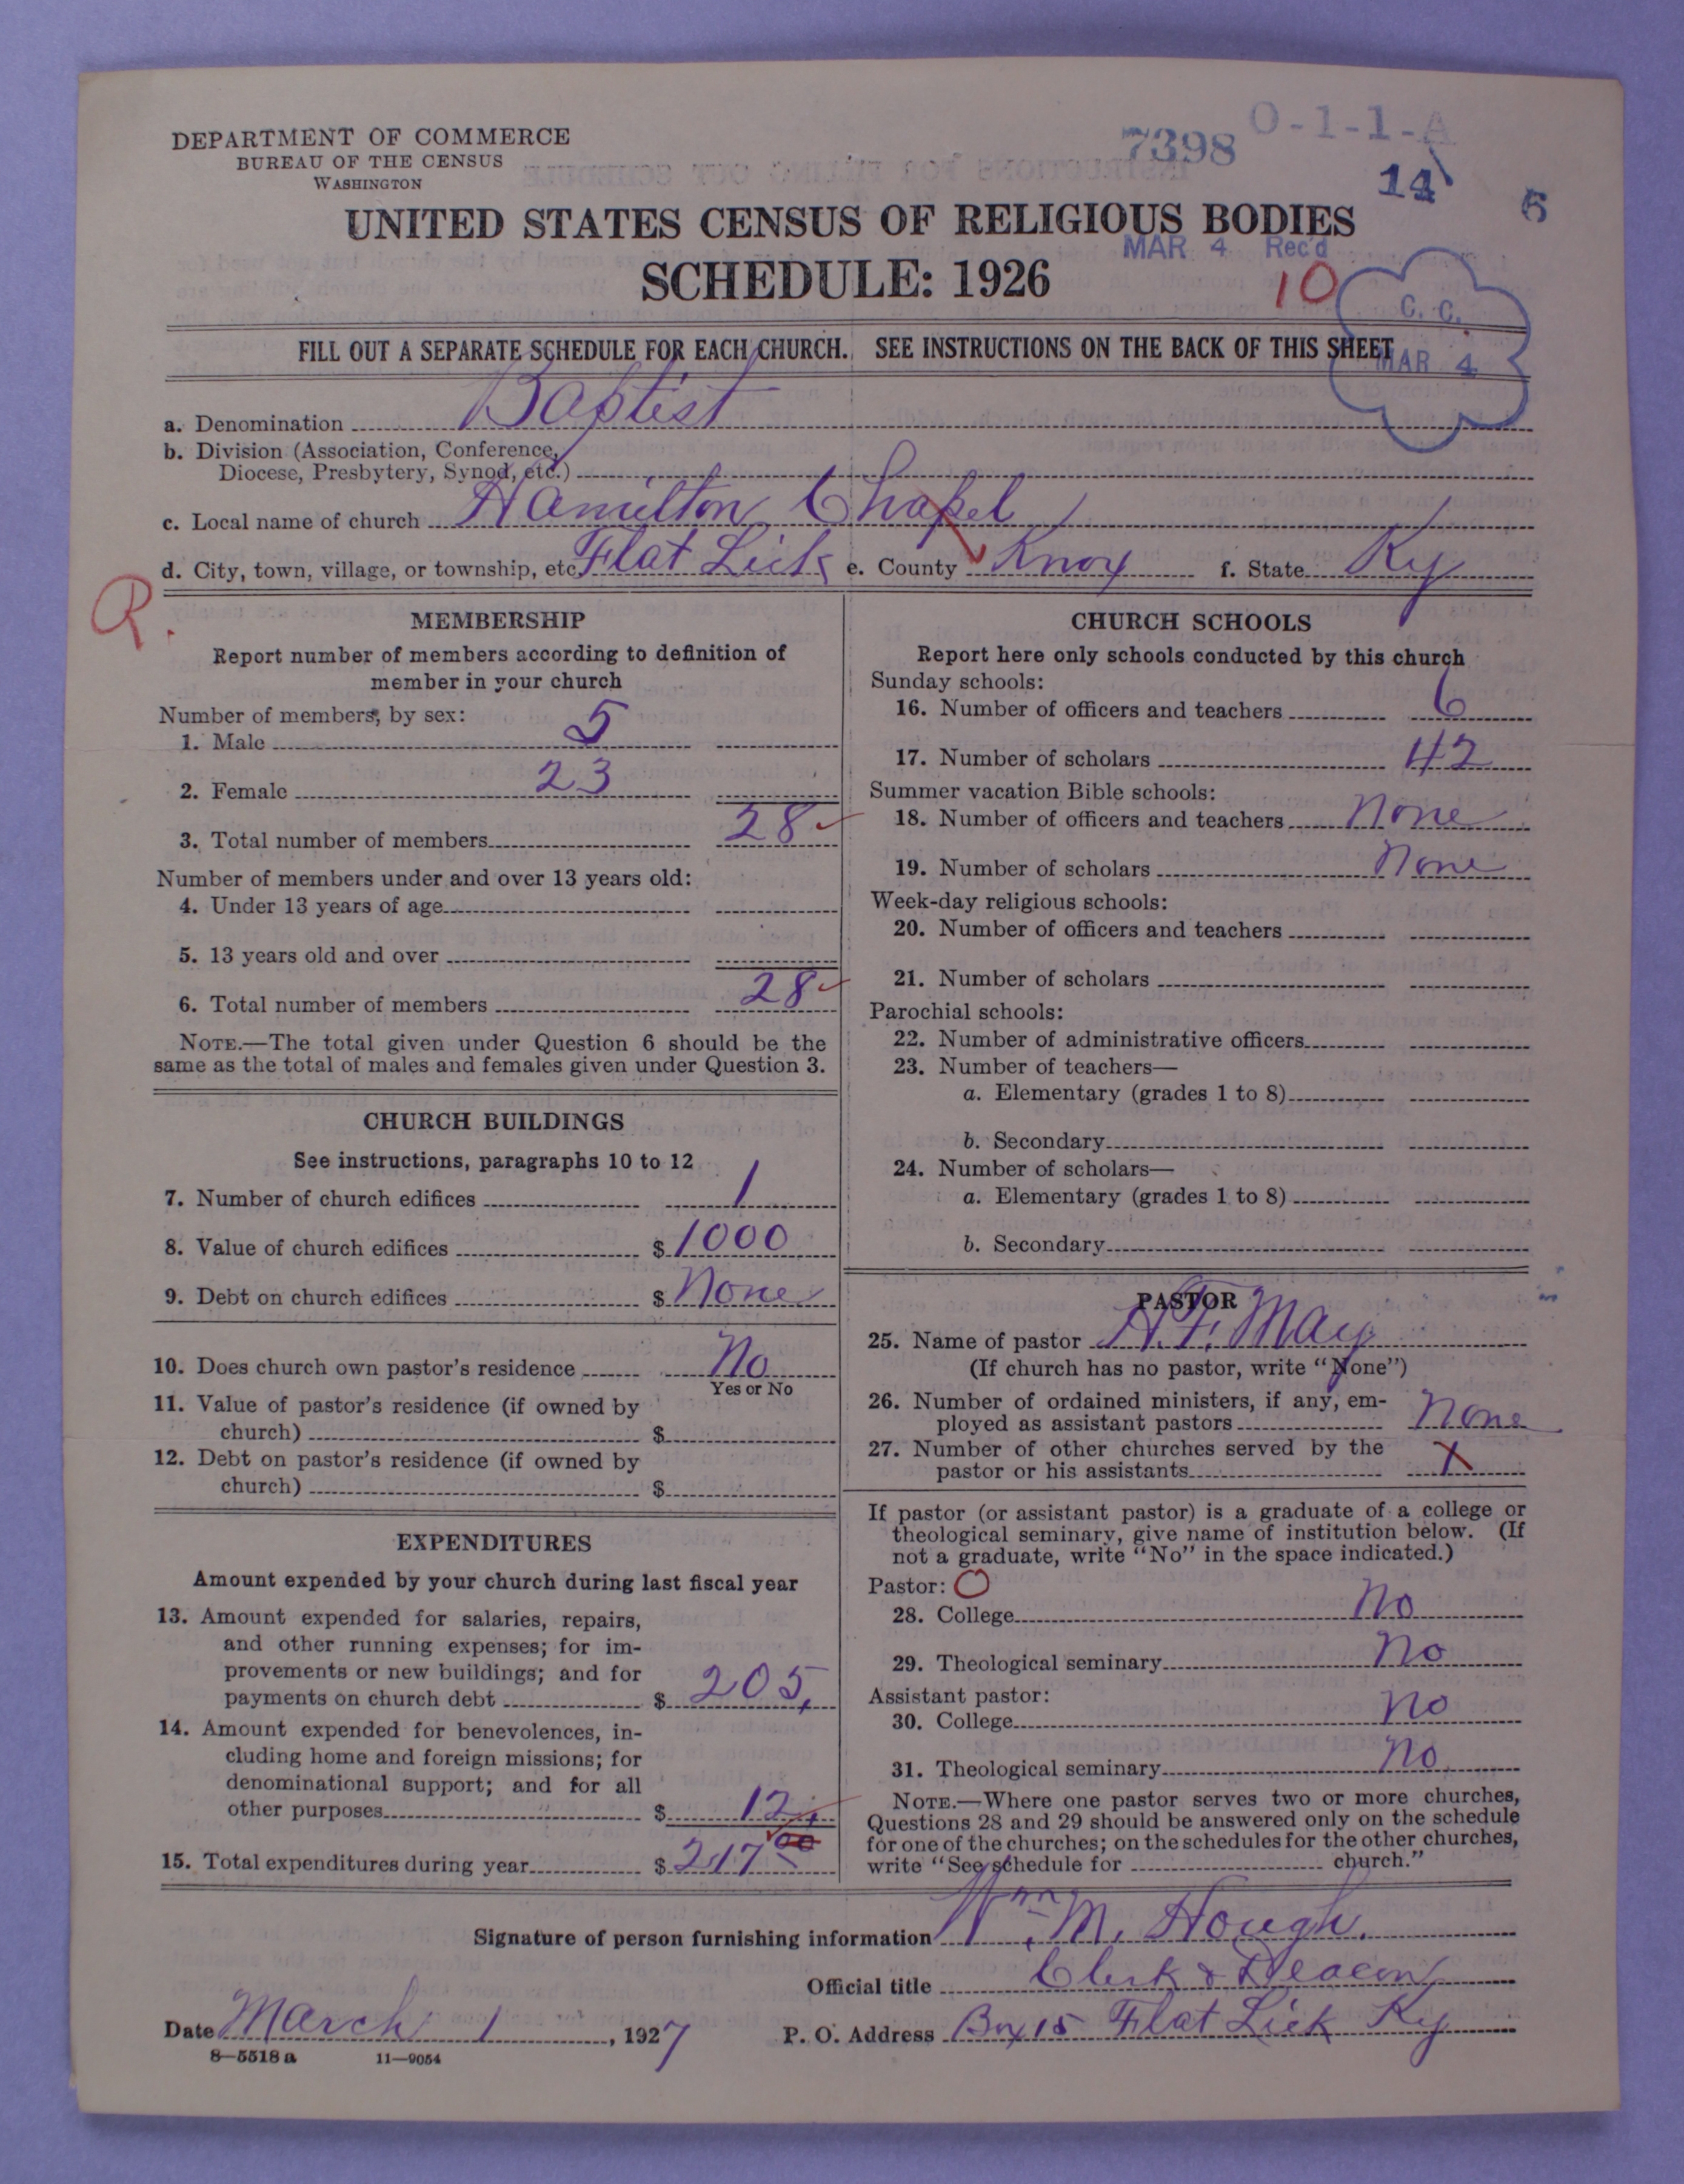 DEPARTMENT OF COMMERCE
BUREAU OF THE CENSUS
WASHINGTON
7398 O-1-1-A
14 6
UNITED STATES CENSUS OF RELIGIOUS BODIES
MAR 4 Rec'd
SCHEDULE: 1926
10
C. C.
MAR 4
FILL OUT A SEPARATE SCHEDULE FOR EACH CHURCH. SEE INSTRUCTIONS ON THE BACK OF THIS SHEET
a. Denomination Baptist
b. Division (Association, Conference,
Diocese, Presbytery, Synod, etc.)
c. Local name of church Hamilton Chapel
d. City, town, village, or township, etc. Flat Lick e. County Knox f. State Ky
R.
MEMBERSHIP
Report number of members according to definition of
member in your church
Number of members, by sex:
1. Male 5
2. Female 23
3. Total number of members 28
Number of members under and over 13 years old:
4. Under 13 years of age
5. 13 years old and over
6. Total number of members 28
NOTE.—The total given under Question 6 should be the
same as the total of males and females given under Question 3.
CHURCH BUILDINGS
See instructions, paragraphs 10 to 12
7. Number of church edifices 1
8. Value of church edifices $ 1000
9. Debt on church edifices $ None
10. Does church own pastor's residence No
Yes or No
11. Value of pastor's residence (if owned by
church) $
12. Debt on pastor's residence (if owned by
church) $
EXPENDITURES
Amount expended by your church during last fiscal year
13. Amount expended for salaries, repairs,
and other running expenses; for im-
provements or new buildings; and for
payments on church debt $ 205.
14. Amount expended for benevolences, in-
cluding home and foreign missions; for
denominational support; and for all
other purposes $ 12.
15. Total expenditures during year $ 217 00
CHURCH SCHOOLS
Report here only schools conducted by this church
Sunday schools:
16. Number of officers and teachers 6
17. Number of scholars 42
Summer vacation Bible schools:
18. Number of officers and teachers None
19. Number of scholars None
Week-day religious schools:
20. Number of officers and teachers
21. Number of scholars
Parochial schools:
22. Number of administrative officers
23. Number of teachers—
a. Elementary (grades 1 to 8)
b. Secondary
24. Number of scholars—
a. Elementary (grades 1 to 8)
b. Secondary
PASTOR
25. Name of pastor H. F. May
(If church has no pastor, write "None")
26. Number of ordained ministers, if any, em-
ployed as assistant pastors None
27. Number of other churches served by the
pastor or his assistants X
If pastor (or assistant pastor) is a graduate of a college or
theological seminary, give name of institution below. (If
not a graduate, write "No" in the space indicated.)
Pastor: O
28. College No
29. Theological seminary No
Assistant pastor:
30. College No
31. Theological seminary No
NOTE.—Where one pastor serves two or more churches,
Questions 28 and 29 should be answered only on the schedule
for one of the churches; on the schedules for the other churches,
write "See schedule for church."
Signature of person furnishing information Wm. M. Hough.
Official title Clerk & Deacon
Date March 1, 1927 P. O. Address Box 15 Flat Lick Ky
8—5518 a 11—9054